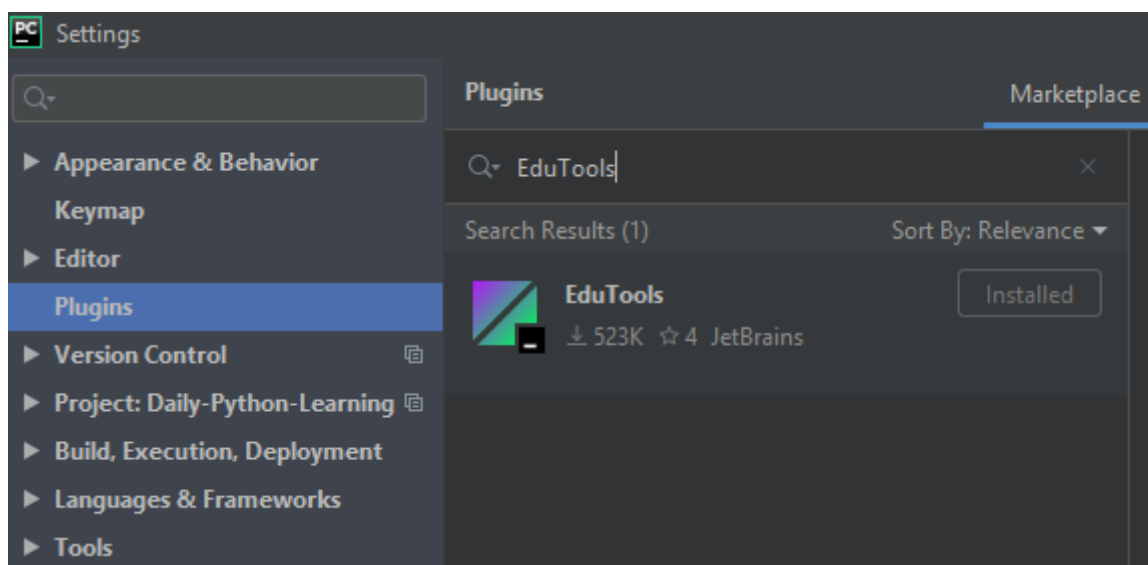 PC Settings
Plugins
Marketplace
EduTools
Appearance & Behavior
Keymap
Search Results (1)
Sort By: Relevance
Editor
EduTools
Installed
Plugins
523K 4 JetBrains
Version Control
Project: Daily-Python-Learning
Build, Execution, Deployment
Languages & Frameworks
Tools